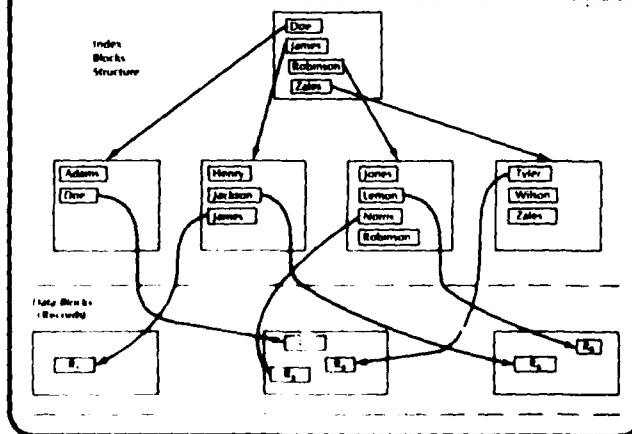 Index
Blocks
Structure
Doe
James
Robinson
Zales
Adams
Doe
Henry
Jackson
James
Jones
Lemon
Norris
Robinson
Tyler
Wilson
Zales
Data Blocks
(Records)